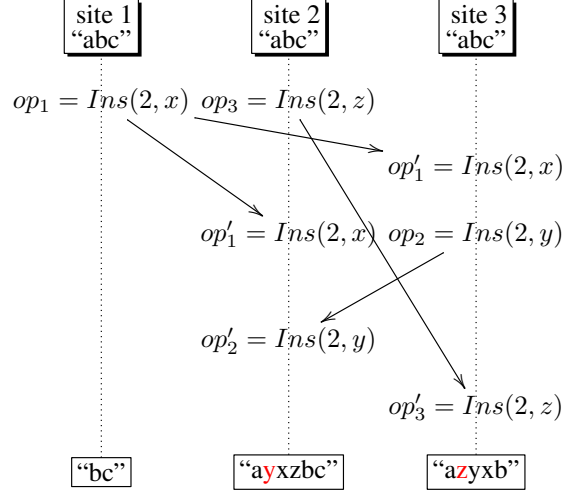 site 1 site 2 site 3
“abc” “abc” “abc”
op₁ = Ins(2, x) op₃ = Ins(2, z)
op′₁ = Ins(2, x)
op′₁ = Ins(2, x) op₂ = Ins(2, y)
op′₂ = Ins(2, y)
op′₃ = Ins(2, z)
“bc” “ayxzbc” “azyxb”